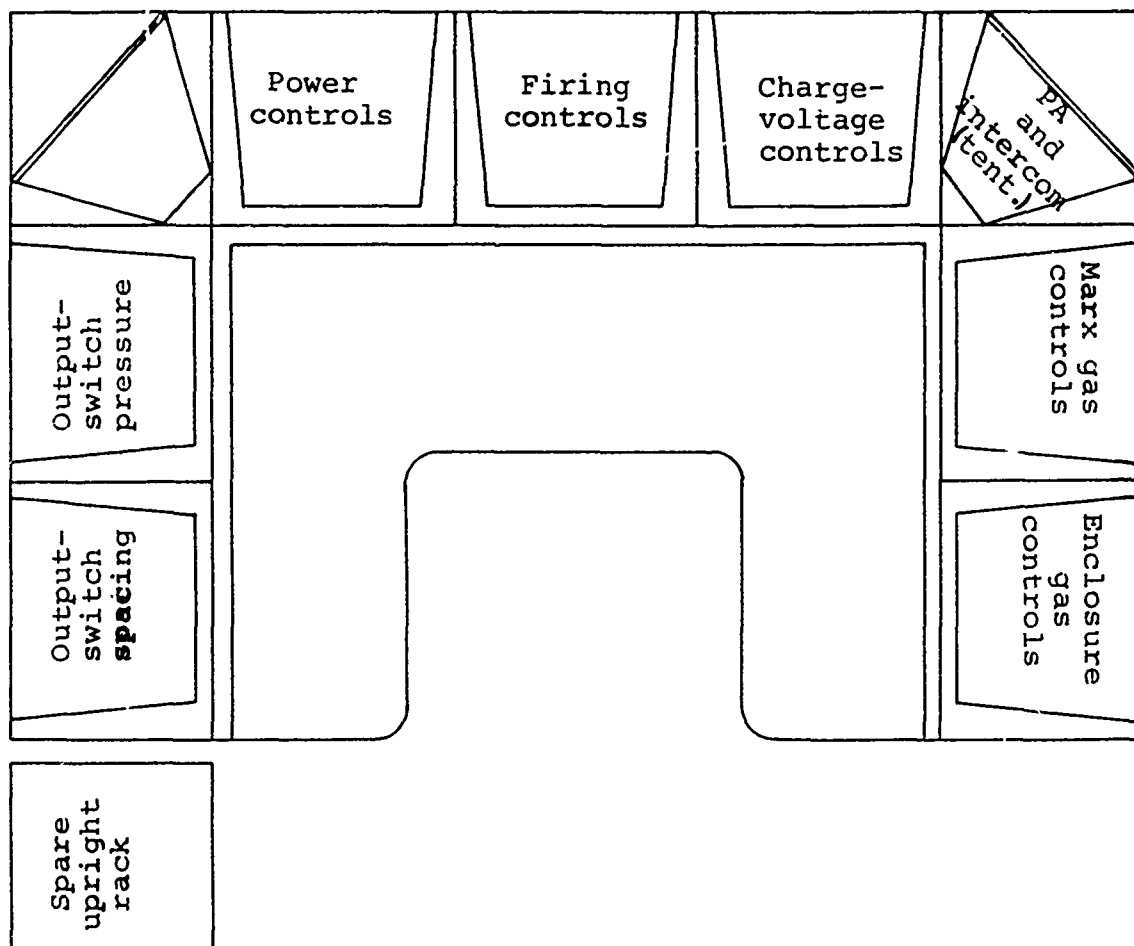 Power
controls
Firing
controls
Charge-
voltage
controls
PA
and
intercom
(tent.)
Output-
switch
pressure
Marx gas
controls
Output-
switch
spacing
Enclosure
gas
controls
Spare
upright
rack